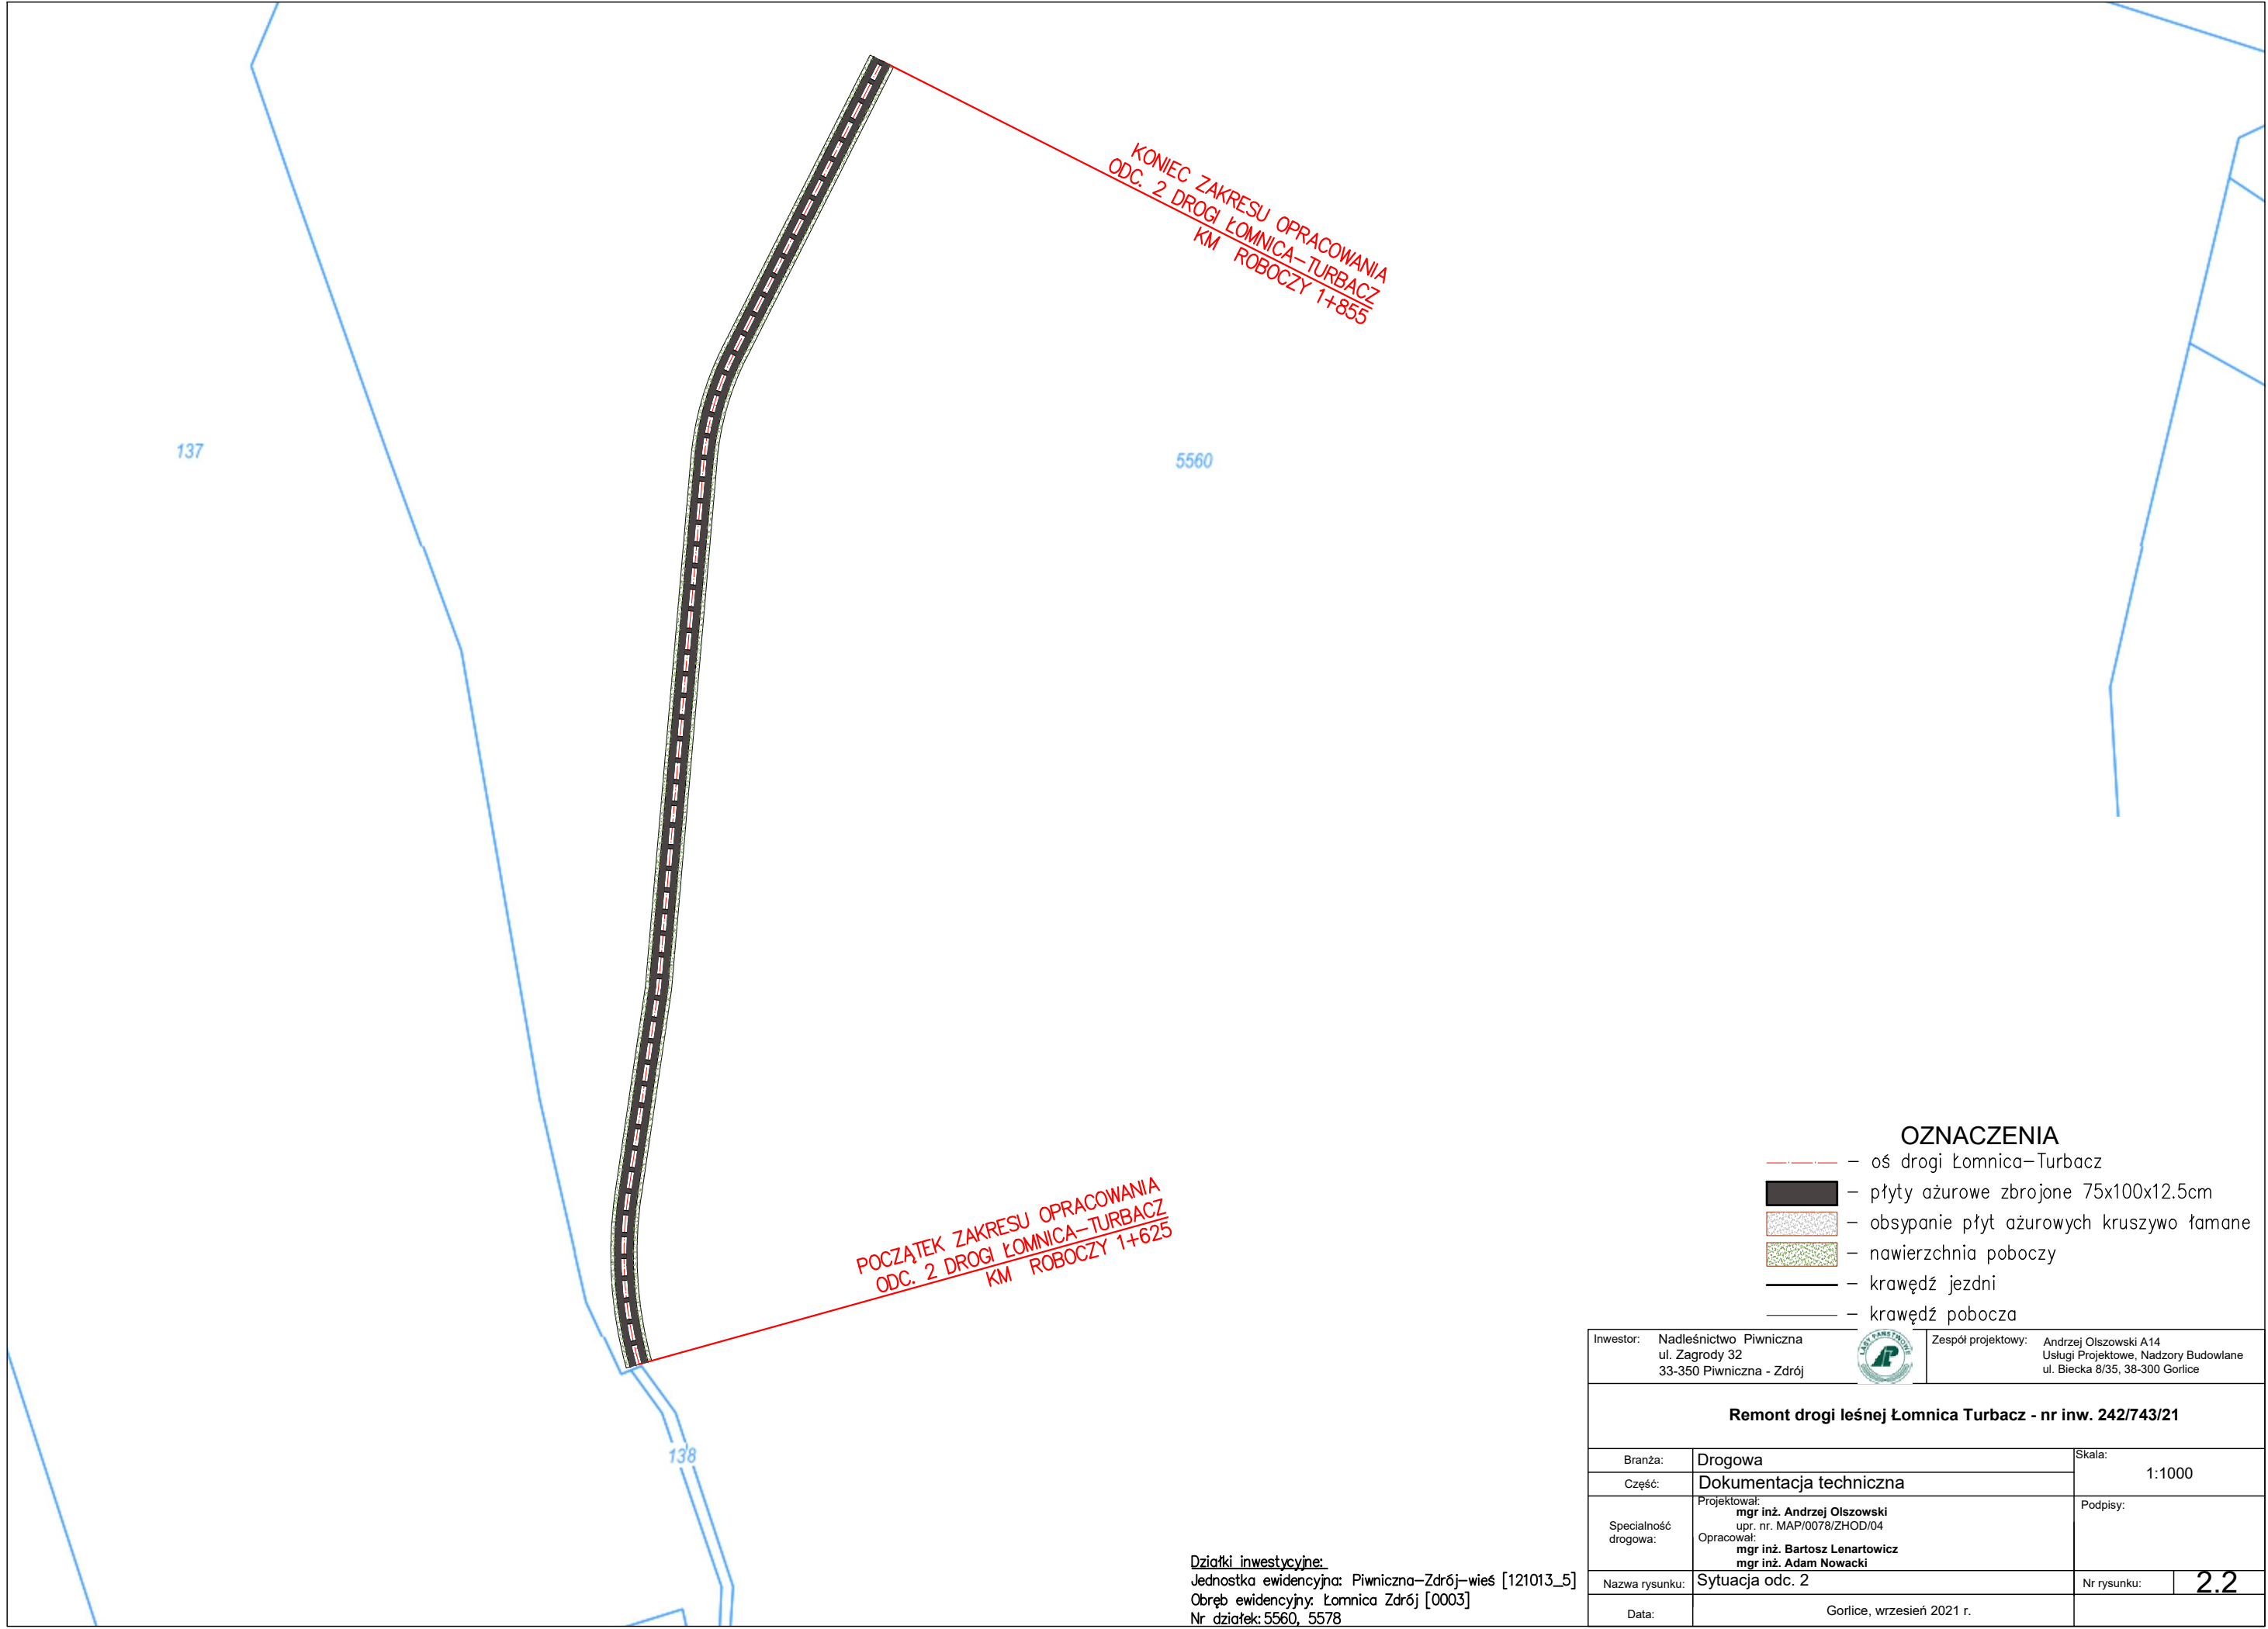 KONIEC ZAKRESU OPRACOWANIA
ODC. 2 DROGI ŁOMNICA-TURBACZ
KM ROBOCZY 1+855
137
5560
POCZĄTEK ZAKRESU OPRACOWANIA
ODC. 2 DROGI ŁOMNICA-TURBACZ
KM ROBOCZY 1+625
138
OZNACZENIA
- oś drogi Łomnica-Turbacz
- płyty ażurowe zbrojone 75x100x12.5cm
- obsypanie płyt ażurowych kruszywo łamane
- nawierzchnia poboczy
- krawędź jezdni
- krawędź pobocza
Działki inwestycyjne:
Jednostka ewidencyjna: Piwniczna-Zdrój-wieś [121013_5]
Obręb ewidencyjny: Łomnica Zdrój [0003]
Nr działek: 5560, 5578
Inwestor: Nadleśnictwo Piwniczna
ul. Zagrody 32
33-350 Piwniczna - Zdrój
LASY PAŃSTWOWE
Zespół projektowy: Andrzej Olszowski A14
Usługi Projektowe, Nadzory Budowlane
ul. Biecka 8/35, 38-300 Gorlice
Remont drogi leśnej Łomnica Turbacz - nr inw. 242/743/21
Branża: Drogowa
Skala:
1:1000
Część: Dokumentacja techniczna
Specjalność
drogowa:
Projektował:
mgr inż. Andrzej Olszowski
upr. nr. MAP/0078/ZHOD/04
Opracował:
mgr inż. Bartosz Lenartowicz
mgr inż. Adam Nowacki
Podpisy:
Nazwa rysunku: Sytuacja odc. 2
Nr rysunku: 2.2
Data: Gorlice, wrzesień 2021 r.